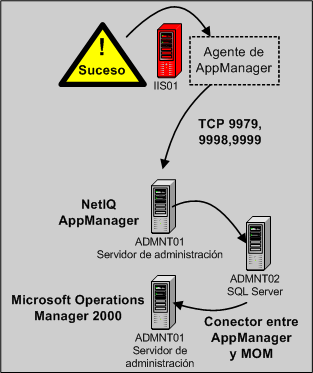 !
Suceso
IIS01
Agente de
AppManager
TCP 9979,
9998,9999
NetIQ
AppManager
ADMNT01
Servidor de administración
ADMNT02
SQL Server
Microsoft Operations
Manager 2000
ADMNT01
Servidor de
administración
Conector entre
AppManager
y MOM